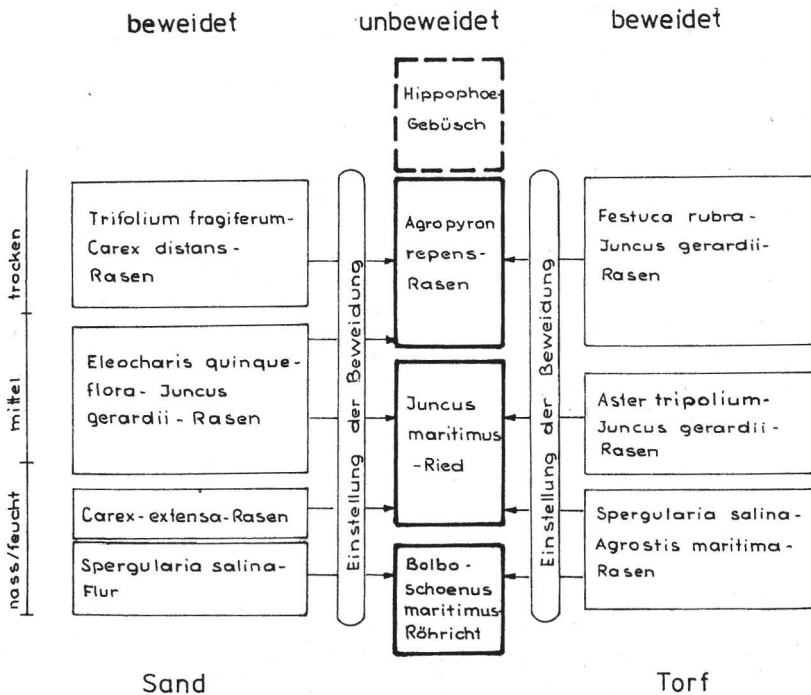 beweidet
unbeweidet
beweidet
Hippophoe-
Gebüsch
trocken
mittel
nass/feucht
Trifolium fragiferum-
Carex distans-
Rasen
Eleocharis quinque-
flora- Juncus
gerardii- Rasen
Carex-extensa-Rasen
Spergularia salina-
Flur
Einstellung der Beweidung
Agropyron
repens-
Rasen
Juncus
maritimus
-Ried
Bolbo-
schoenus
maritimus-
Röhricht
Einstellung der Beweidung
Festuca rubra-
Juncus gerardii-
Rasen
Aster tripolium-
Juncus gerardii-
Rasen
Spergularia salina-
Agrostis maritima-
Rasen
Sand
Torf